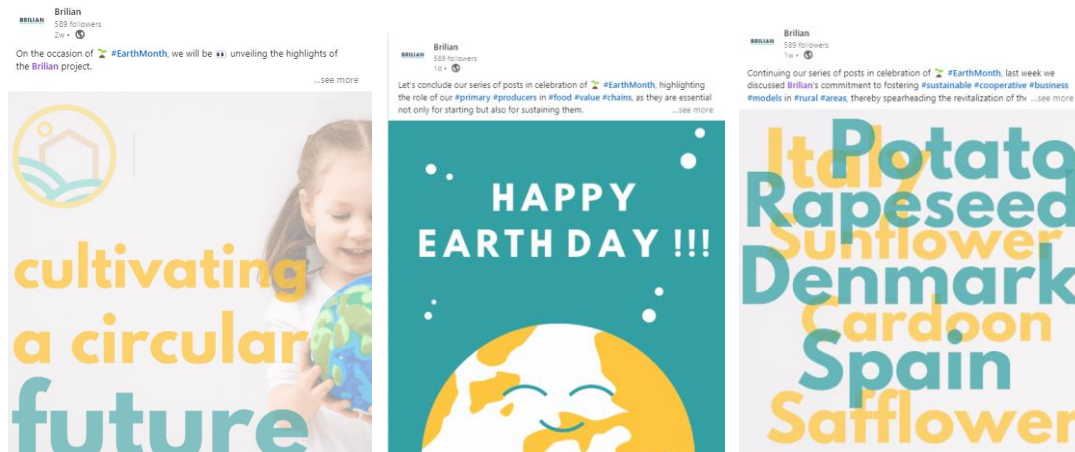 BRILIAN
Brilian
589 followers
2w •
On the occasion of #EarthMonth, we will be unveiling the highlights of
the Brilian project.
...see more
cultivating
a circular
future
BRILIAN
Brilian
589 followers
1d •
Let's conclude our series of posts in celebration of #EarthMonth, highlighting
the role of our #primary #producers in #food #value #chains, as they are essential
not only for starting but also for sustaining them. ...see more
HAPPY
EARTH DAY !!!
BRILIAN
Brilian
589 followers
1w •
Continuing our series of posts in celebration of #EarthMonth, last week we
discussed Brilian's commitment to fostering #sustainable #cooperative #business
#models in #rural #areas, thereby spearheading the revitalization of the ...see more
Italy
Potato
Rapeseed
Sunflower
Denmark
Cardoon
Spain
Safflower